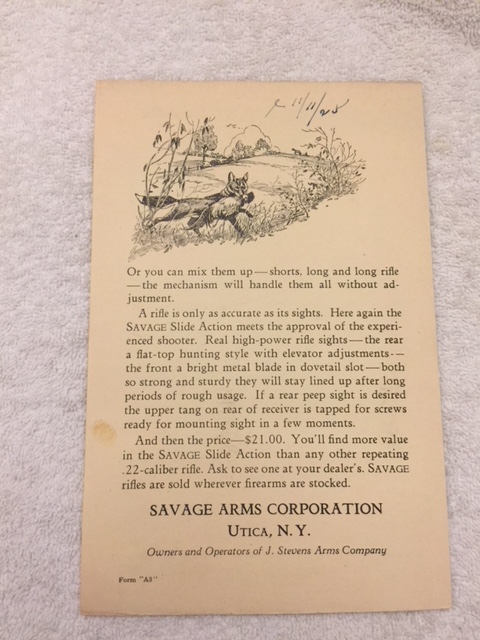 11/11/25
Or you can mix them up—shorts, long and long rifle
—the mechanism will handle them all without ad-
justment.
A rifle is only as accurate as its sights. Here again the
SAVAGE Slide Action meets the approval of the experi-
enced shooter. Real high-power rifle sights—the rear
a flat-top hunting style with elevator adjustments—
the front a bright metal blade in dovetail slot—both
so strong and sturdy they will stay lined up after long
periods of rough usage. If a rear peep sight is desired
the upper tang on rear of receiver is tapped for screws
ready for mounting sight in a few moments.
And then the price—$21.00. You'll find more value
in the SAVAGE Slide Action than any other repeating
.22-caliber rifle. Ask to see one at your dealer's. SAVAGE
rifles are sold wherever firearms are stocked.
SAVAGE ARMS CORPORATION
UTICA, N. Y.
Owners and Operators of J. Stevens Arms Company
Form "A3"